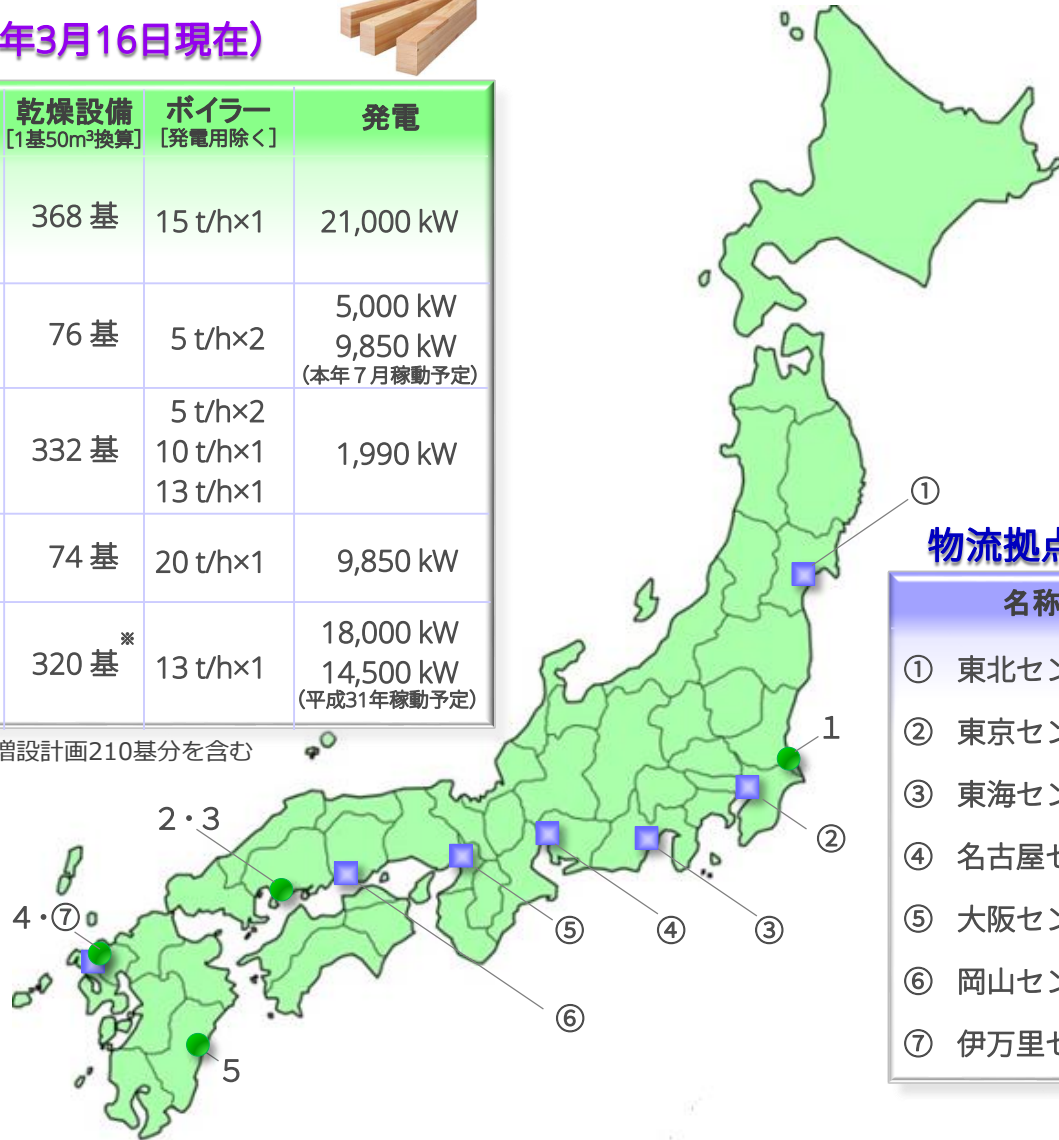 年3月16日現在）
乾燥設備 ボイラー 発電
[1基50m³換算] [発電用除く]
368 基 15 t/h×1 21,000 kW
76 基 5 t/h×2 5,000 kW
9,850 kW
（本年７月稼動予定）
332 基 5 t/h×2 1,990 kW
10 t/h×1
13 t/h×1
74 基 20 t/h×1 9,850 kW
320 基※ 13 t/h×1 18,000 kW
14,500 kW
（平成31年稼動予定）
増設計画210基分を含む
①
1
②
2・3
4・⑦
⑤
④
③
⑥
5
物流拠点
名称
① 東北セン
② 東京セン
③ 東海セン
④ 名古屋セ
⑤ 大阪セン
⑥ 岡山セン
⑦ 伊万里セ